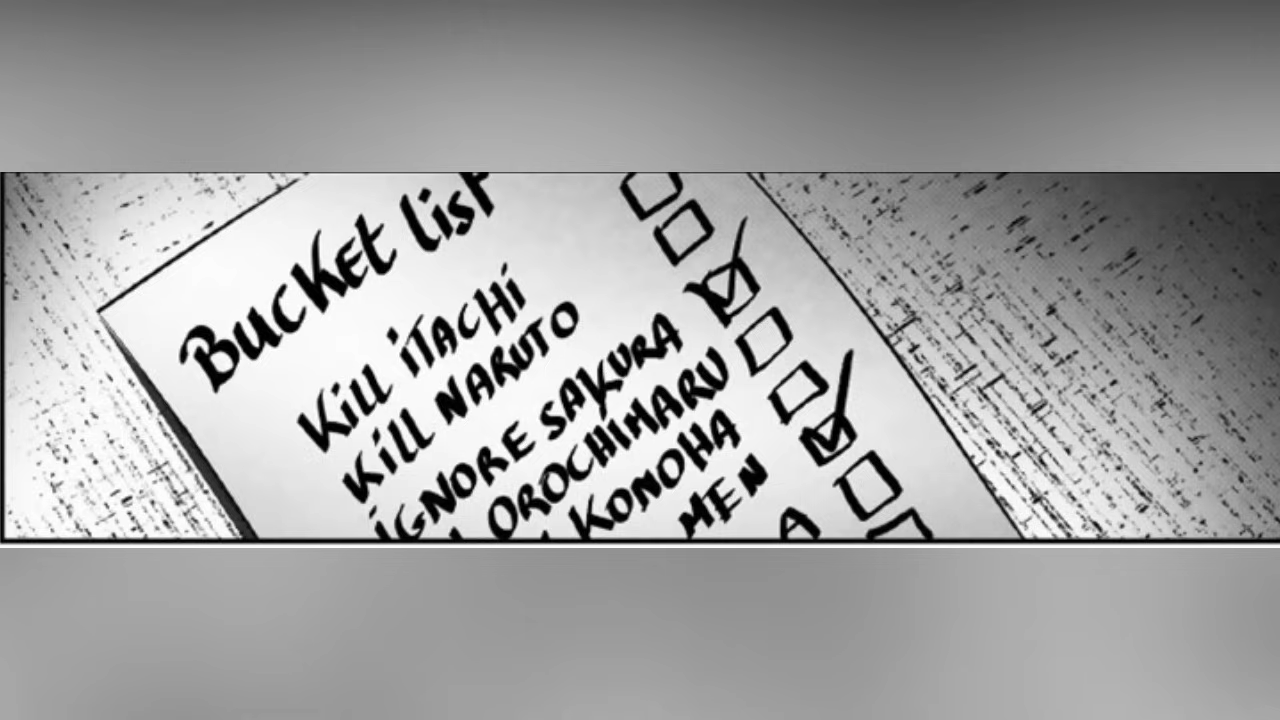 Bucket list
Kill iTACHi
Kill NARUTO
iGNORE SAKURA
OROCHIMARU
KONOHA
MEN
A